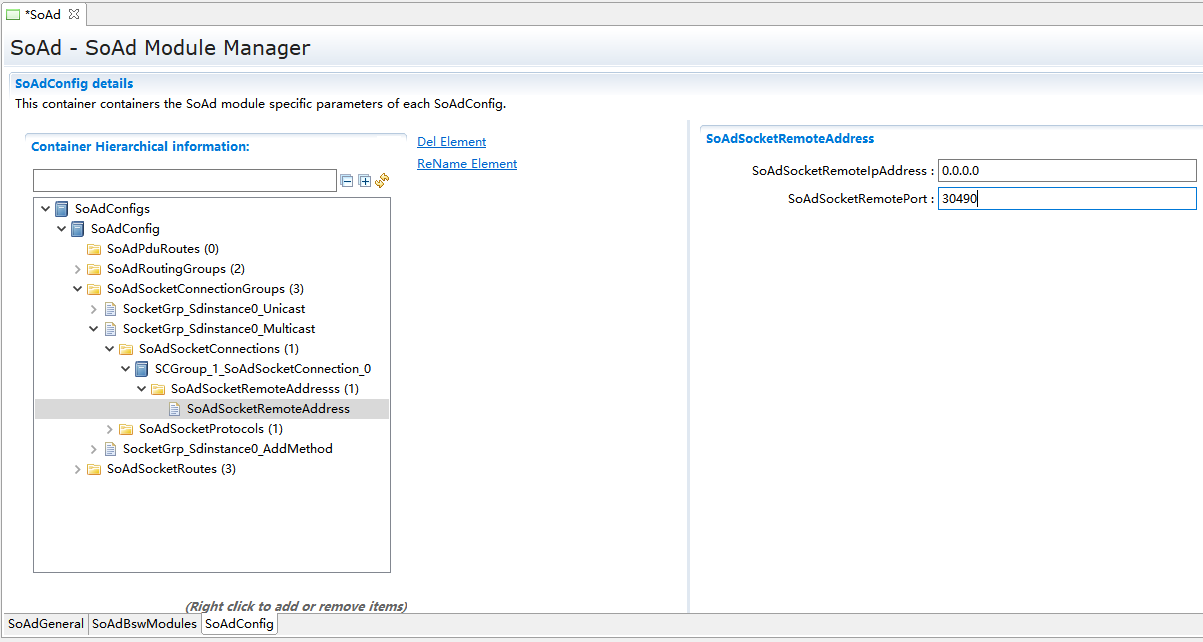 *SoAd
SoAd - SoAd Module Manager
SoAdConfig details
This container containers the SoAd module specific parameters of each SoAdConfig.
Container Hierarchical information:
Del Element
ReName Element
SoAdConfigs
SoAdConfig
SoAdPduRoutes (0)
SoAdRoutingGroups (2)
SoAdSocketConnectionGroups (3)
SocketGrp_Sdinstance0_Unicast
SocketGrp_Sdinstance0_Multicast
SoAdSocketConnections (1)
SCGroup_1_SoAdSocketConnection_0
SoAdSocketRemoteAddresss (1)
SoAdSocketRemoteAddress
SoAdSocketProtocols (1)
SocketGrp_Sdinstance0_AddMethod
SoAdSocketRoutes (3)
(Right click to add or remove items)
SoAdSocketRemoteAddress
SoAdSocketRemoteIpAddress : 0.0.0.0
SoAdSocketRemotePort : 30490
SoAdGeneral SoAdBswModules SoAdConfig